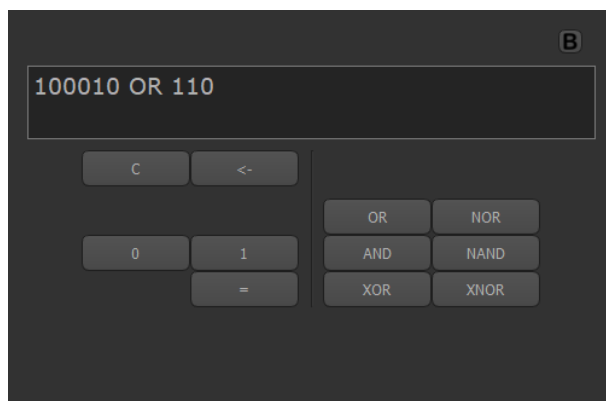 B
100010 OR 110
C <-
OR NOR
0 1 AND NAND
= XOR XNOR